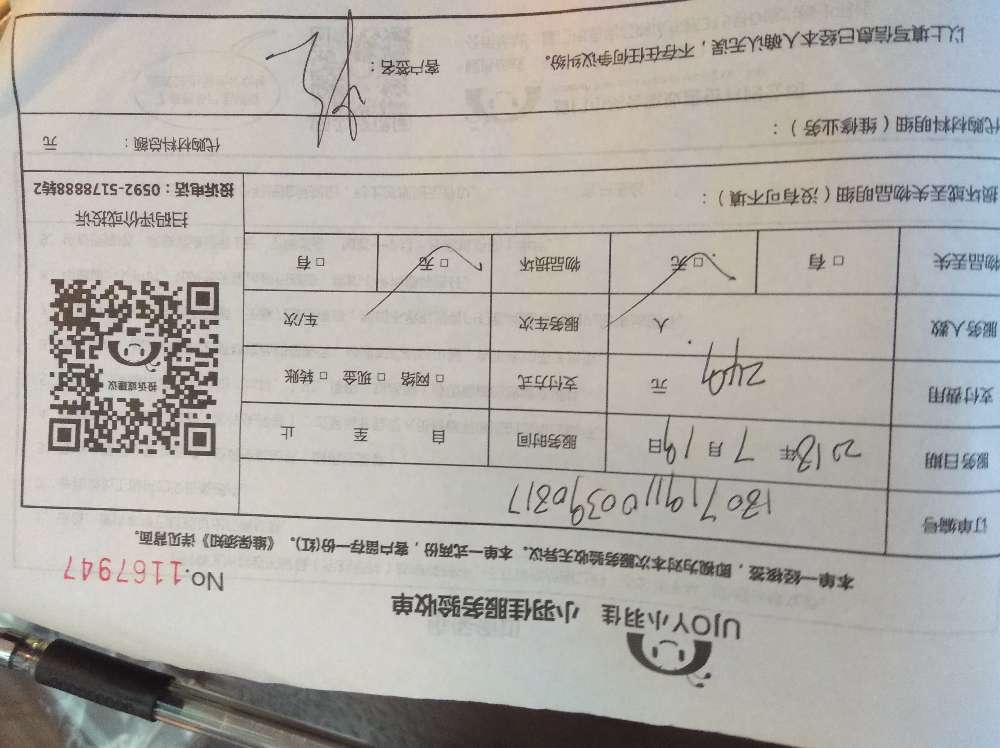 UJOY小羽佳 小羽佳服务验收单
No.1167947
本单一经核签，即视为对本次服务验收无异议。本单一式两份，客户留存一份(红)。《维保须知》详见背面。
订单编号 1807191100390817
服务日期 2018年 7月19日 服务时间 自 至 止
支付费用 249 元 支付方式 □ 网络 □ 现金 □ 转账
服务人数 人 服务车次 车/次
物品丢失 □ 有 □ 无 物品损坏 □ 无 □ 有
投诉或建议
扫码评价或投诉
投诉电话：0592-5178888转2
损坏或丢失物品明细（没有可不填）：
代购材料明细（维修业务）： 代购材料总额： 元
以上填写信息已经本人确认无误，不存在任何争议纠纷。 客户签名：